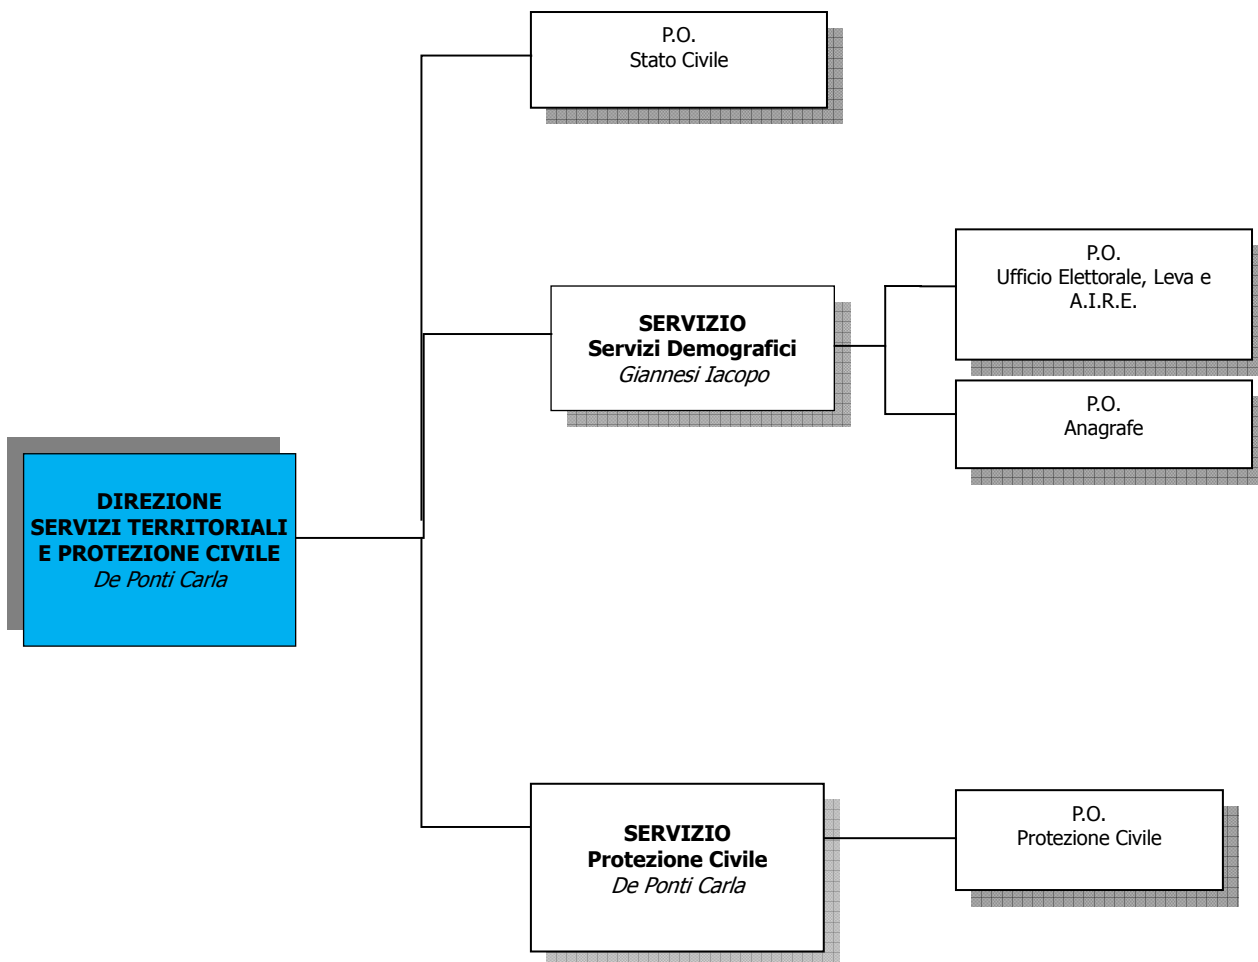 P.O.
Stato Civile
P.O.
Ufficio Elettorale, Leva e
A.I.R.E.
SERVIZIO
Servizi Demografici
Giannesi Iacopo
P.O.
Anagrafe
DIREZIONE
SERVIZI TERRITORIALI
E PROTEZIONE CIVILE
De Ponti Carla
SERVIZIO
Protezione Civile
De Ponti Carla
P.O.
Protezione Civile